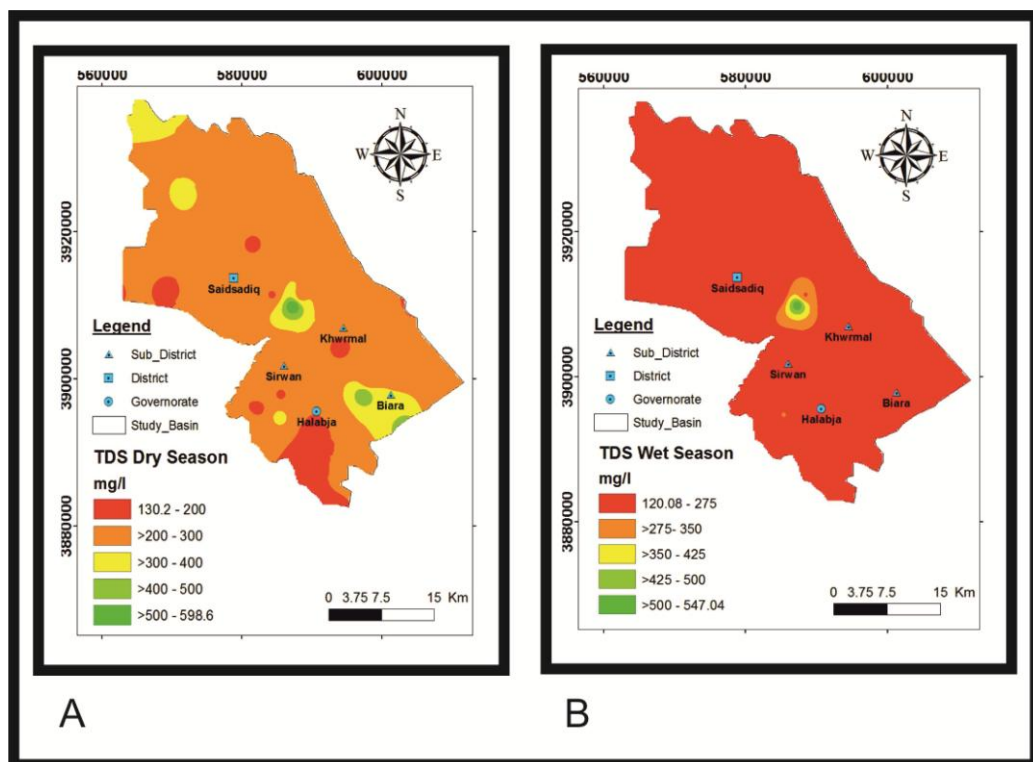 560000 580000 600000
N
W E
S
3920000
3900000
3880000
Saidsadiq
Khwrmal
Sirwan
Biara
Halabja
Legend
Sub_District
District
Governorate
Study_Basin
TDS Dry Season
mg/l
130.2 - 200
>200 - 300
>300 - 400
>400 - 500
>500 - 598.6
0 3.75 7.5 15 Km
A
560000 580000 600000
N
W E
S
3920000
3900000
3880000
Saidsadiq
Khwrmal
Sirwan
Biara
Halabja
Legend
Sub_District
District
Governorate
Study_Basin
TDS Wet Season
mg/l
120.08 - 275
>275- 350
>350 - 425
>425 - 500
>500 - 547.04
0 3.75 7.5 15 Km
B